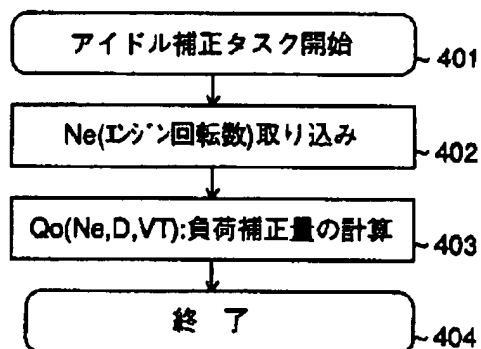 アイドル補正タスク開始
401
Ne(エンジン回転数)取り込み
402
Qo(Ne,D,VT):負荷補正量の計算
403
終 了
404